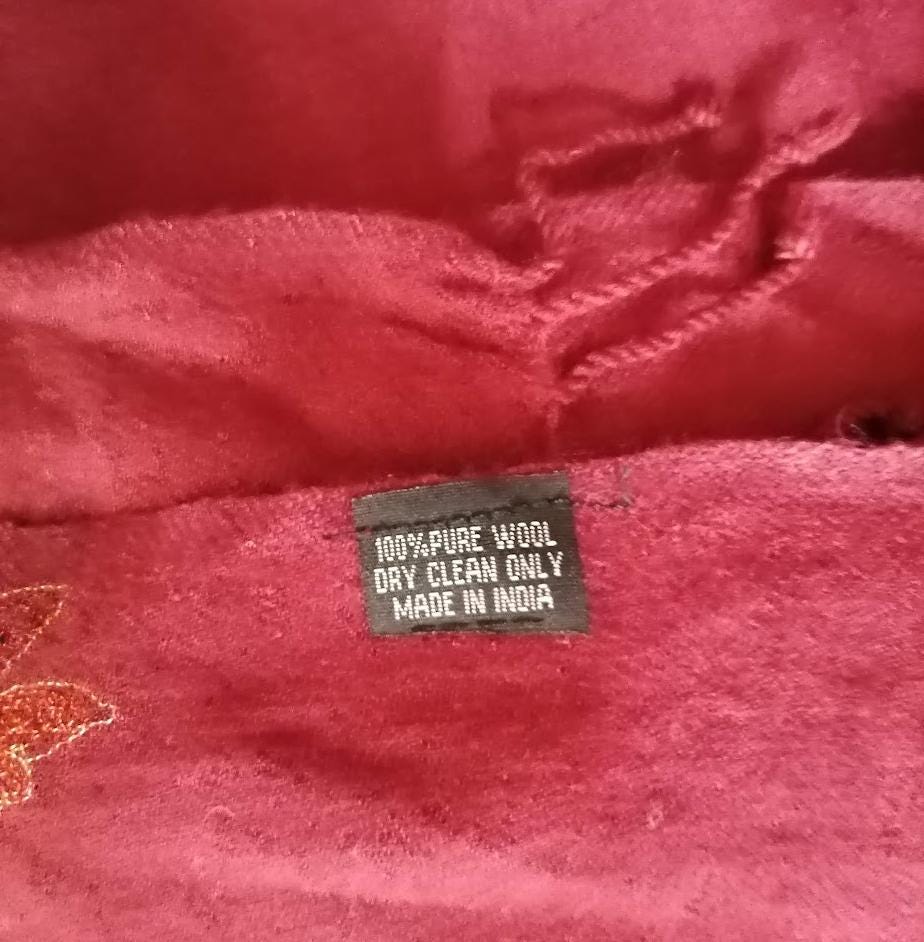 100%PURE WOOL
DRY CLEAN ONLY
MADE IN INDIA